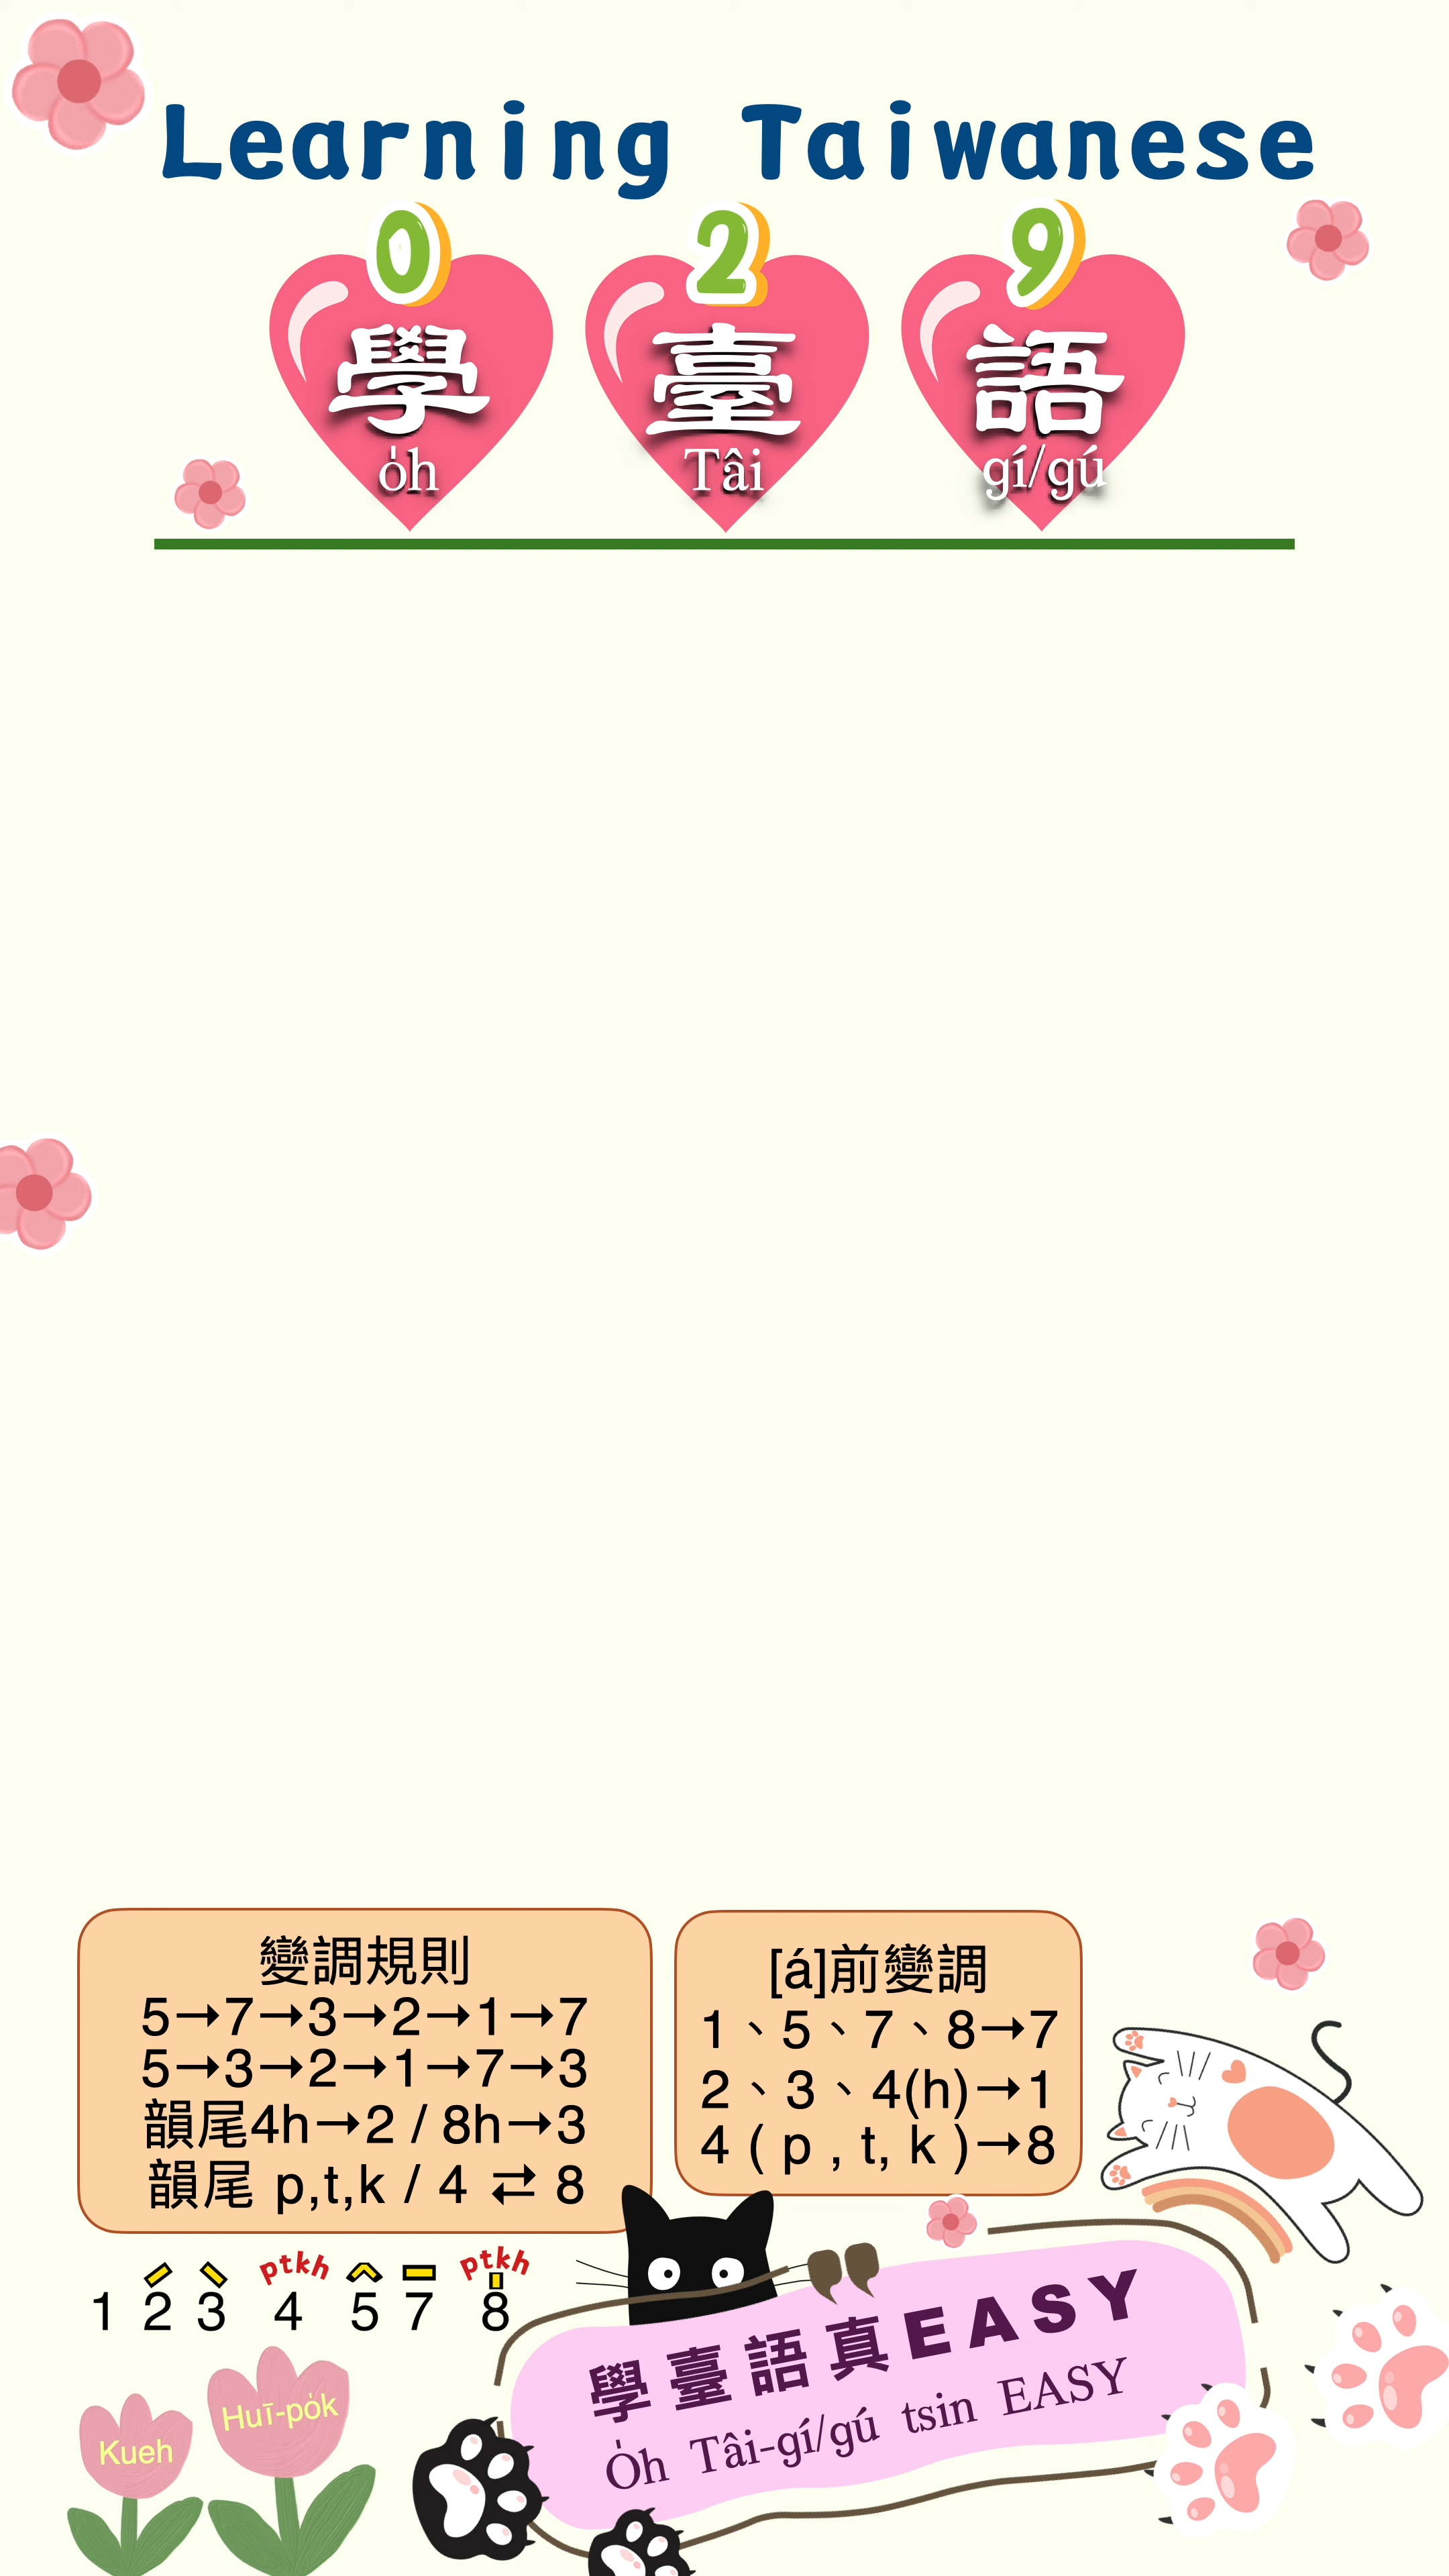 Learning Taiwanese
0 2 9
學 臺 語
o̍h Tâi gí/gú
變調規則
5→7→3→2→1→7
5→3→2→1→7→3
韻尾4h→2 / 8h→3
韻尾 p,t,k / 4 ⇄ 8
[á]前變調
1、5、7、8→7
2、3、4(h)→1
4 ( p , t, k )→8
ptkh ptkh
1 2 3 4 5 7 8
學臺語真EASY
O̍h Tâi-gí/gú tsin EASY
Kueh
Huī-po̍k